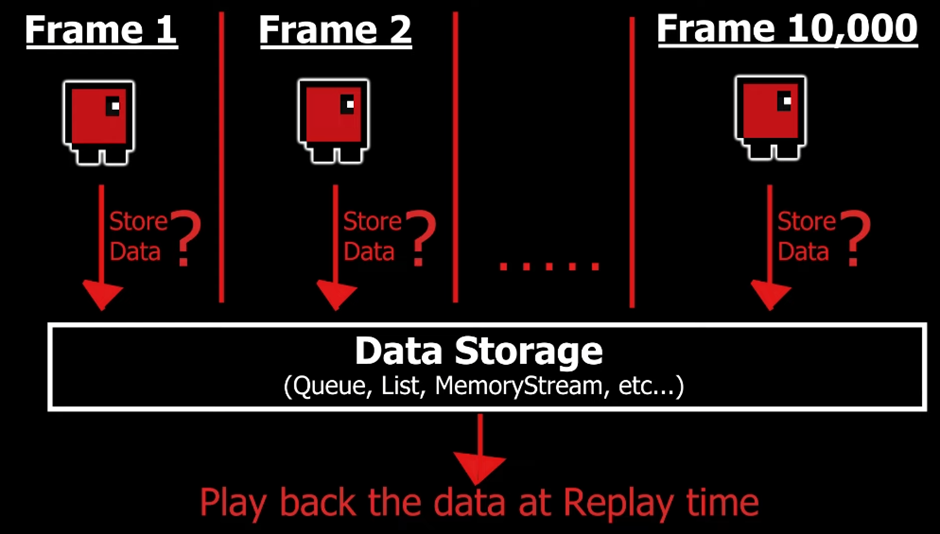 Frame 1
Frame 2
Frame 10,000
Store
Data ?
Store
Data ?
.....
Store
Data ?
Data Storage
(Queue, List, MemoryStream, etc...)
Play back the data at Replay time